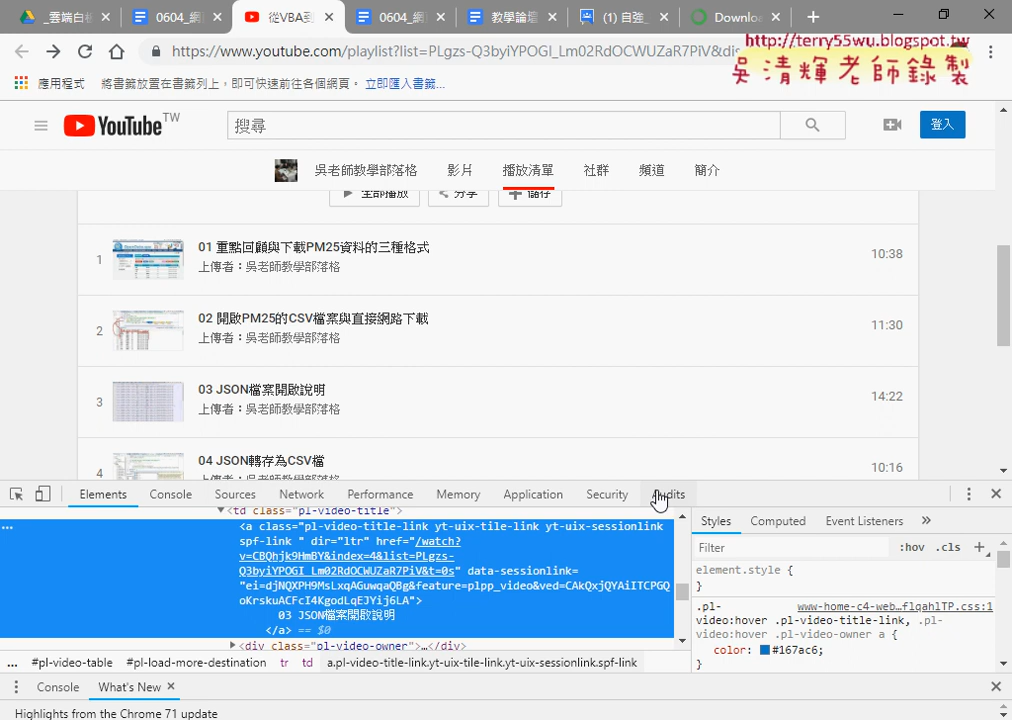 _雲端白板
0604_網
從VBA到
0604_網
教學論壇
(1) 自強_
Downloa
https://www.youtube.com/playlist?list=PLgzs-Q3byiYPOGI_Lm02RdOCWUZaR7PiV&dis
http://terry55wu.blogspot.tw
吳清輝老師錄製
應用程式
將書籤放置在書籤列上，即可快速前往各個網頁。
立即匯入書籤...
YouTube TW
搜尋
登入
吳老師教學部落格
影片
播放清單
社群
頻道
簡介
全部播放
分享
儲存
1
01 重點回顧與下載PM25資料的三種格式
10:38
上傳者：吳老師教學部落格
2
02 開啟PM25的CSV檔案與直接網路下載
11:30
上傳者：吳老師教學部落格
3
03 JSON檔案開啟說明
14:22
上傳者：吳老師教學部落格
4
04 JSON轉存為CSV檔
10:16
上傳者：吳老師教學部落格
Elements
Console
Sources
Network
Performance
Memory
Application
Security
Audits
<td class="pl-video-title">
<a class="pl-video-title-link yt-uix-tile-link yt-uix-sessionlink
spf-link " dir="ltr" href="/watch?
v=CBQhjk9HmBY&index=4&list=PLgzs-
Q3byiYPOGI_Lm02RdOCWUZaR7PiV&t=0s" data-sessionlink=
"ei=djNQXPH9MsLxqAGuwqaQBg&feature=plpp_video&ved=CAkQxjQYAiITCPGQ
oKrskuACFcI4KgodLqEJYij6LA">
03 JSON檔案開啟說明
</a> == $0
<div class="pl-video-owner">…</div>
...
#pl-video-table
#pl-load-more-destination
tr
td
a.pl-video-title-link.yt-uix-tile-link.yt-uix-sessionlink.spf-link
Styles
Computed
Event Listeners
»
Filter
:hov
.cls
+
element.style {
}
.pl-
www-home-c4-web…flqahlTP.css:1
video:hover .pl-video-title-link, .pl-
video:hover .pl-video-owner a {
color: #167ac6;
}
Console
What's New
Highlights from the Chrome 71 update